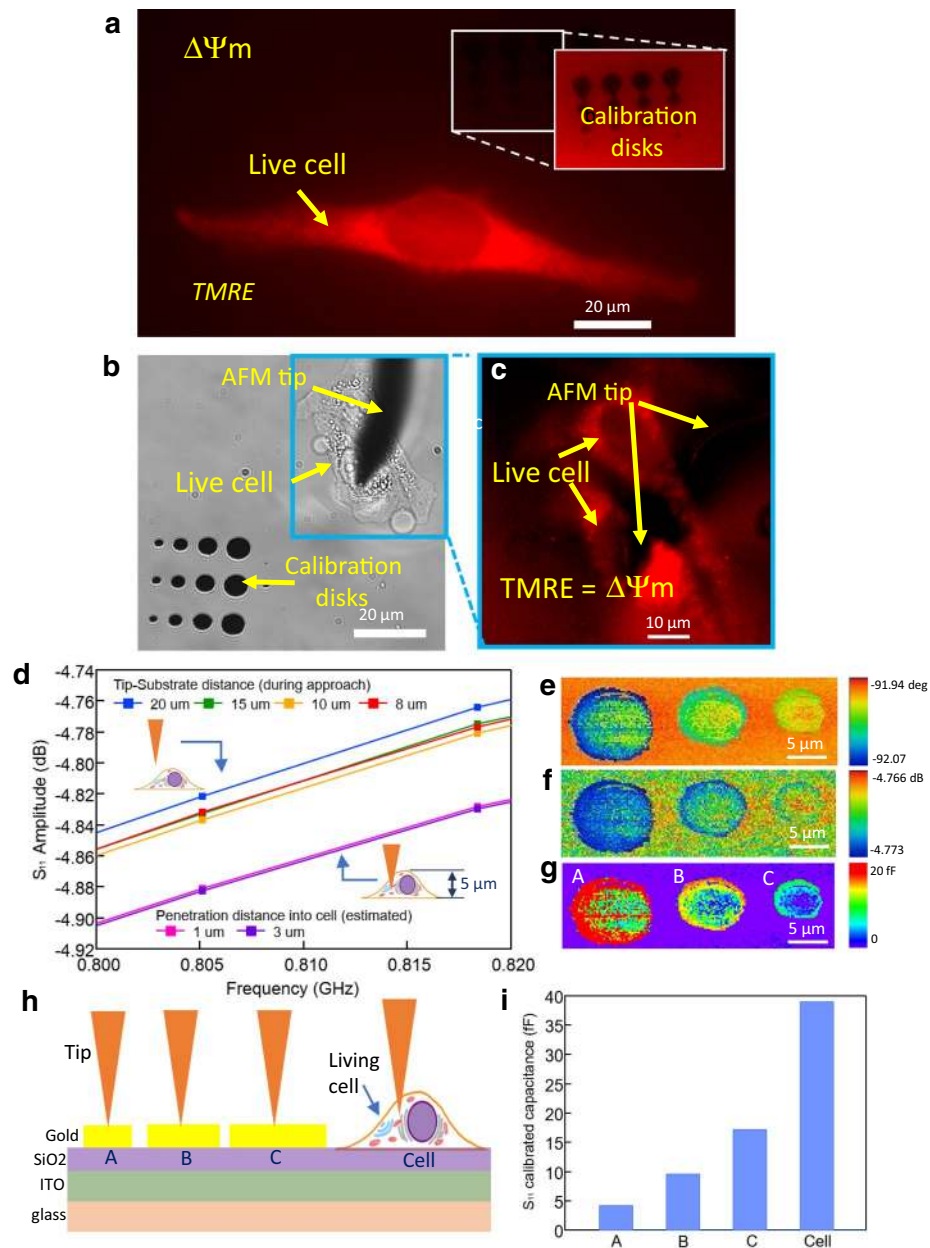 a
ΔΨm
Calibration
disks
Live cell
TMRE
20 μm
b
AFM tip
Live cell
Calibration
disks
20 μm
c
c
AFM tip
Live cell
TMRE = ΔΨm
10 μm
d
-4.74
-4.76
-4.78
-4.80
-4.82
-4.84
-4.86
-4.88
-4.90
-4.92
S₁₁ Amplitude (dB)
Tip-Substrate distance (during approach)
20 um 15 um 10 um 8 um
5 μm
Penetration distance into cell (estimated)
1 um 3 um
0.800 0.805 0.810 0.815 0.820
Frequency (GHz)
e
5 μm
-91.94 deg
-92.07
f
5 μm
-4.766 dB
-4.773
g
A B C
5 μm
20 fF
0
h
Tip
Living
cell
Gold
SiO2
ITO
glass
A B C Cell
i
S₁₁ calibrated capacitance (fF)
40
35
30
25
20
15
10
5
0
A B C Cell